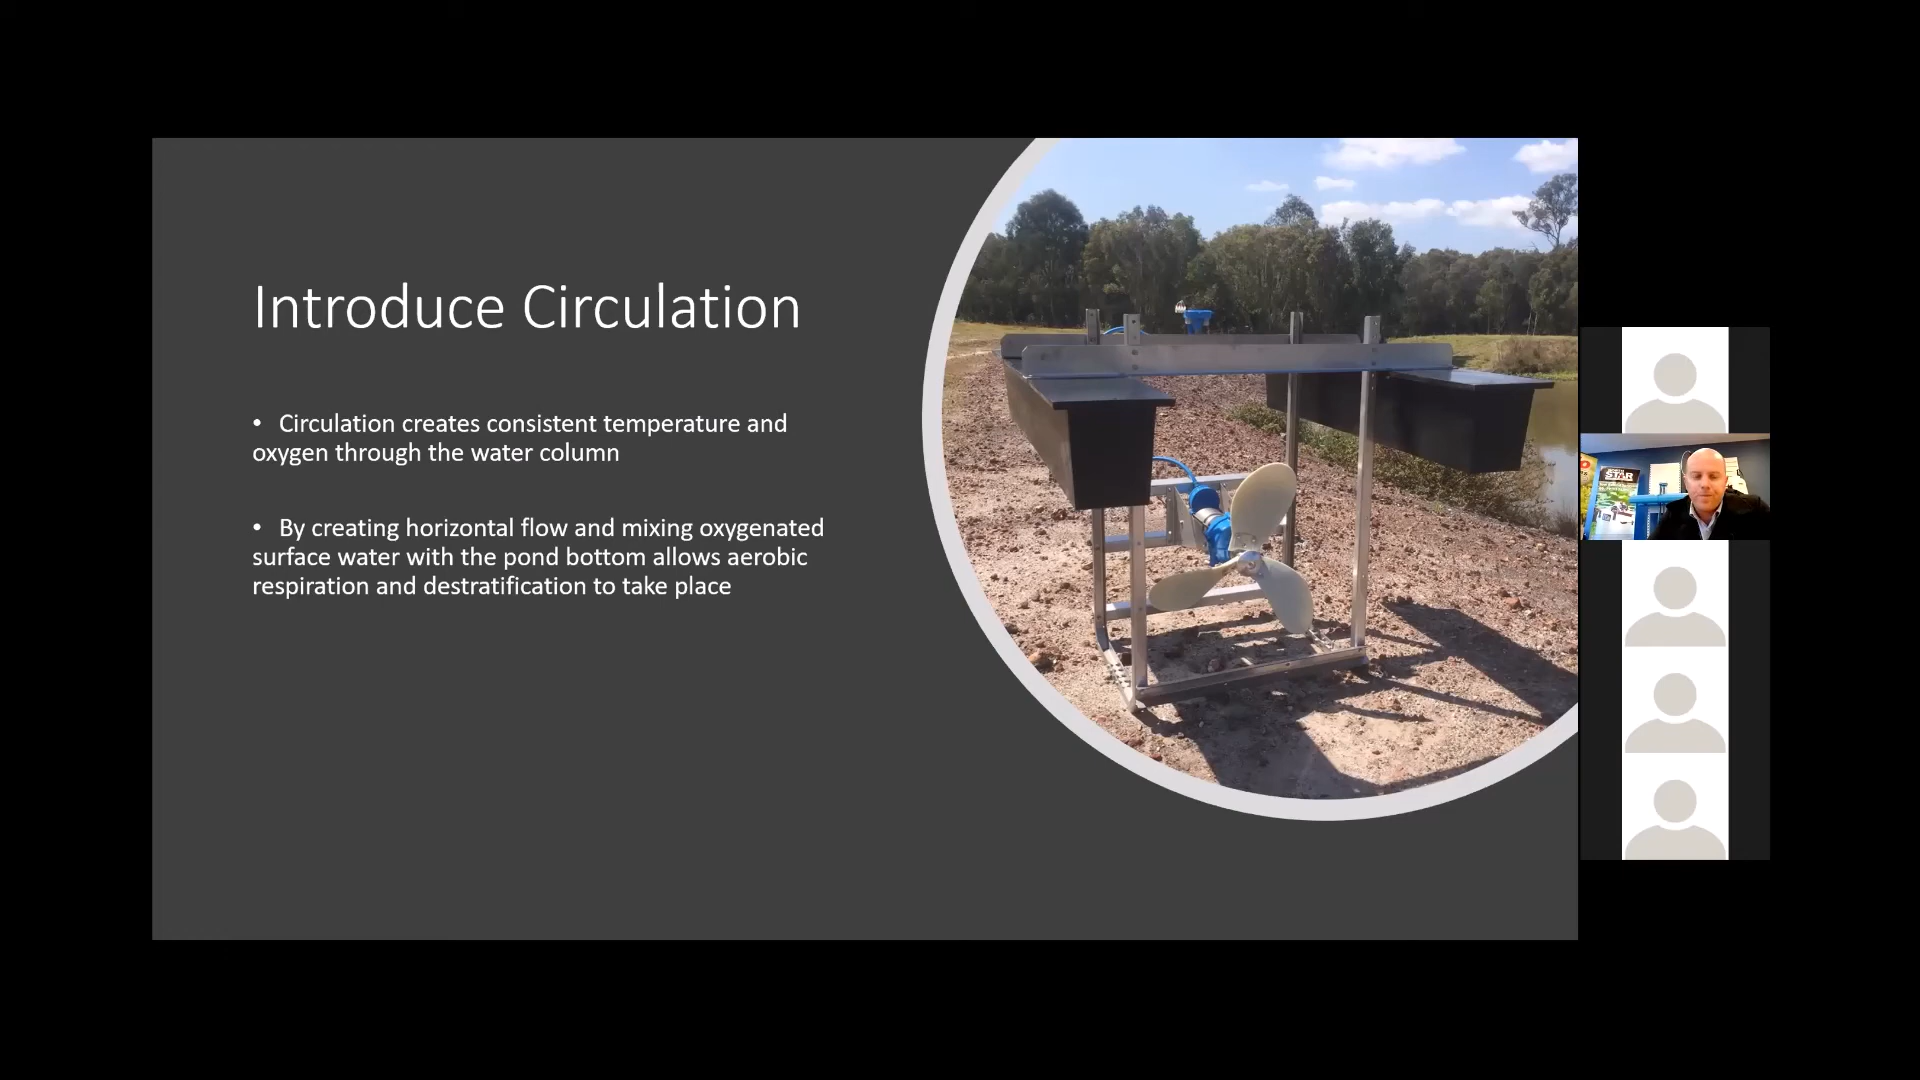 Introduce Circulation
• Circulation creates consistent temperature and
oxygen through the water column
• By creating horizontal flow and mixing oxygenated
surface water with the pond bottom allows aerobic
respiration and destratification to take place
STAR